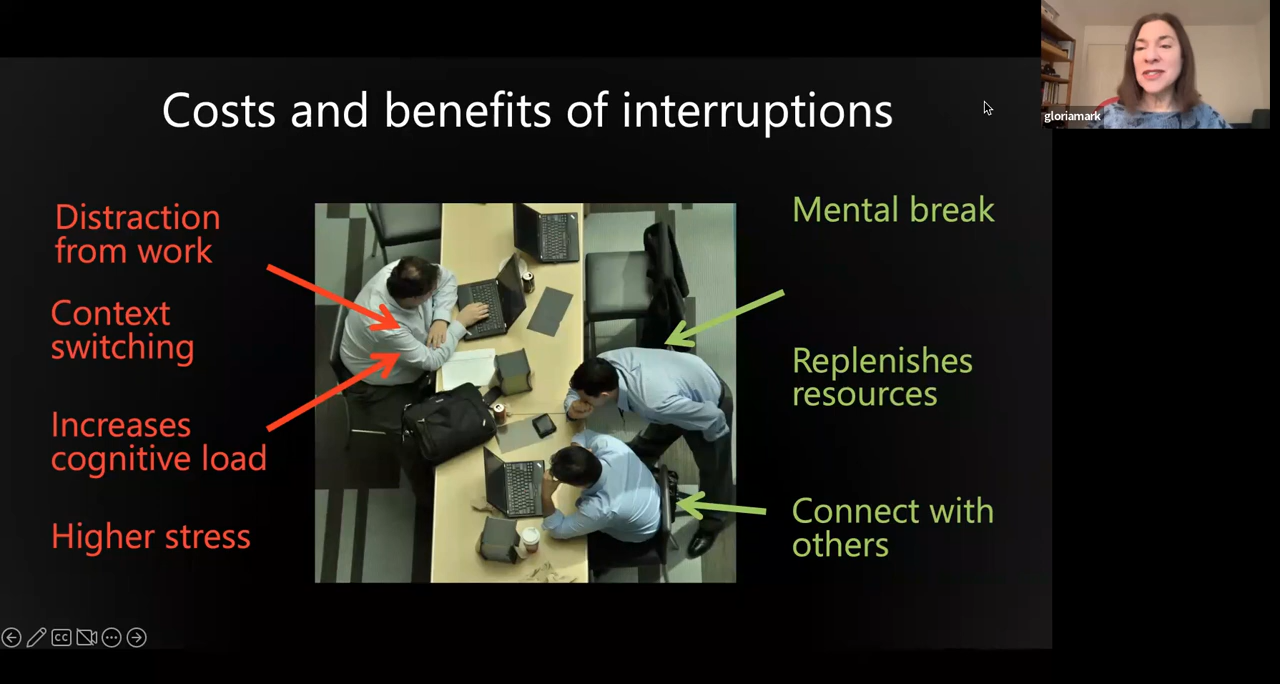 Costs and benefits of interruptions
gloriamark
Distraction
from work
Context
switching
Increases
cognitive load
Higher stress
Mental break
Replenishes
resources
Connect with
others
CC